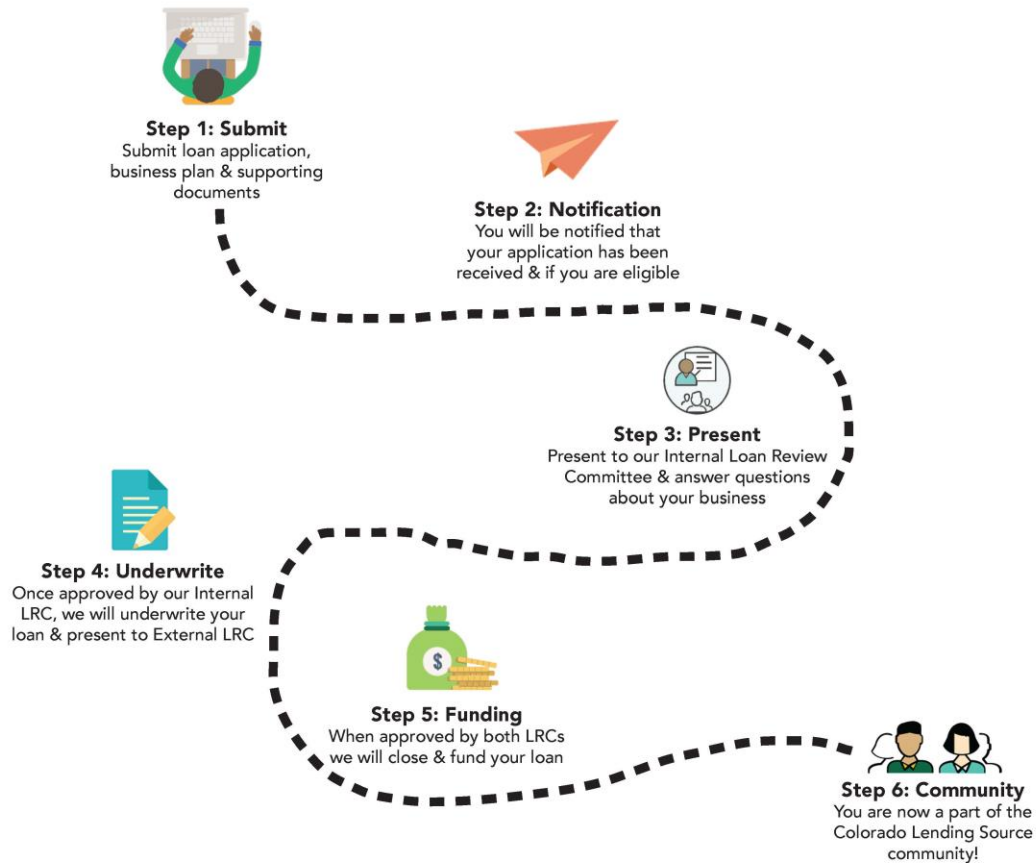 Step 1: Submit
Submit loan application,
business plan & supporting
documents
Step 2: Notification
You will be notified that
your application has been
received & if you are eligible
Step 3: Present
Present to our Internal Loan Review
Committee & answer questions
about your business
Step 4: Underwrite
Once approved by our Internal
LRC, we will underwrite your
loan & present to External LRC
$
Step 5: Funding
When approved by both LRCs
we will close & fund your loan
Step 6: Community
You are now a part of the
Colorado Lending Source
community!